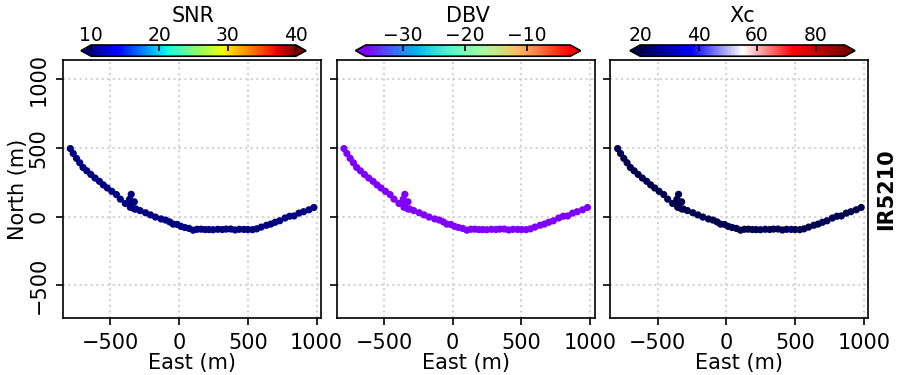 SNR DBV Xc
10 20 30 40 −30 −20 −10 20 40 60 80
1000
500
0
−500
North (m)
IR5210
−500 0 500 1000 −500 0 500 1000 −500 0 500 1000
East (m) East (m) East (m)